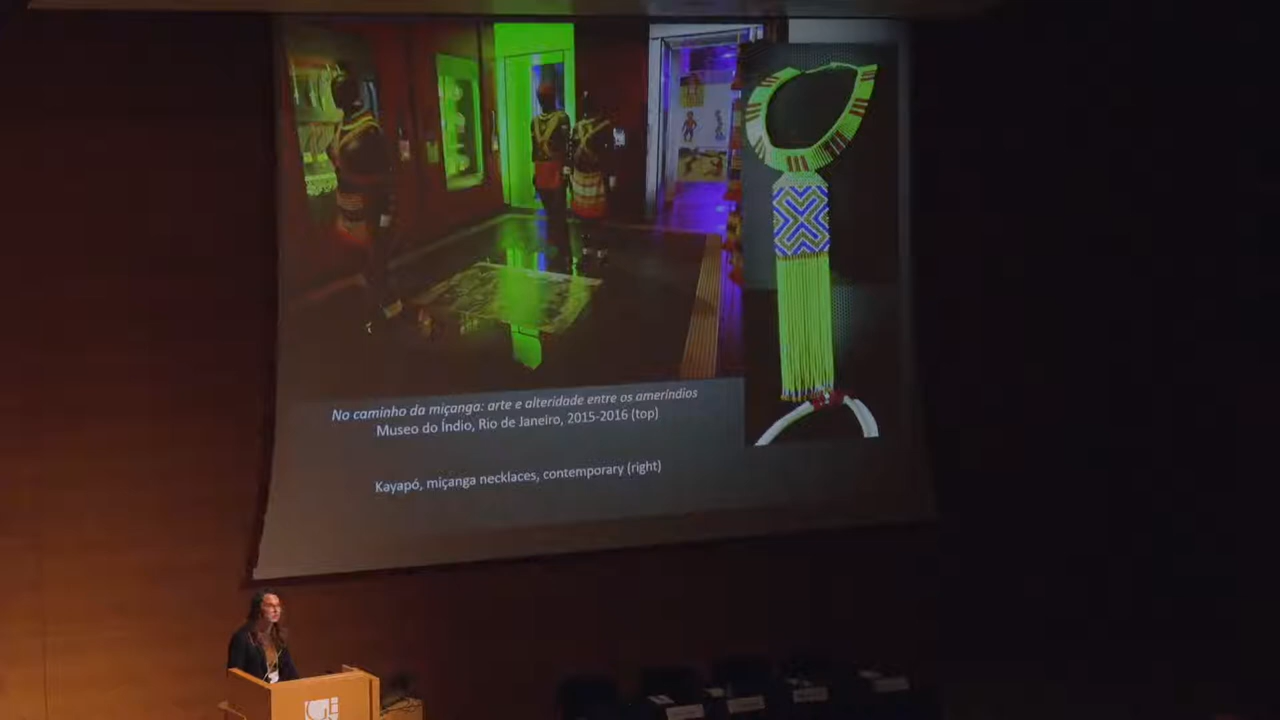 No caminho da miçanga: arte e alteridade entre os ameríndios
Museo do Índio, Rio de Janeiro, 2015-2016 (top)
Kayapó, miçanga necklaces, contemporary (right)